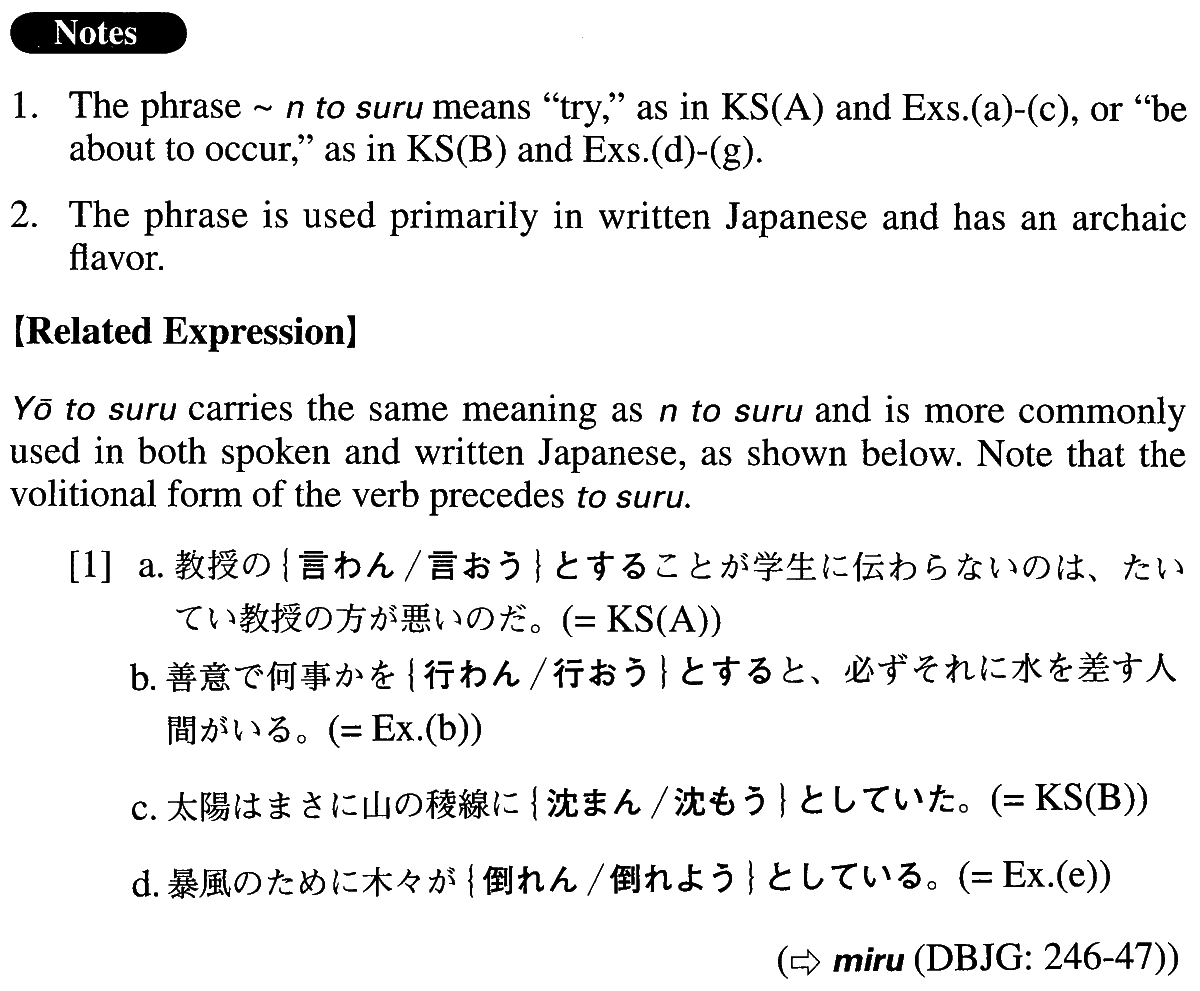 Notes
1. The phrase ~ n to suru means “try,” as in KS(A) and Exs.(a)-(c), or “be
about to occur,” as in KS(B) and Exs.(d)-(g).
2. The phrase is used primarily in written Japanese and has an archaic
flavor.
【Related Expression】
Yō to suru carries the same meaning as n to suru and is more commonly
used in both spoken and written Japanese, as shown below. Note that the
volitional form of the verb precedes to suru.
[1] a. 教授の{言わん/言おう}とすることが学生に伝わらないのは、たい
てい教授の方が悪いのだ。(= KS(A))
b. 善意で何事かを{行わん/行おう}とすると、必ずそれに水を差す人
間がいる。(= Ex.(b))
c. 太陽はまさに山の稜線に{沈まん/沈もう}としていた。(= KS(B))
d. 暴風のために木々が{倒れん/倒れよう}としている。(= Ex.(e))
(⇨ miru (DBJG: 246-47))